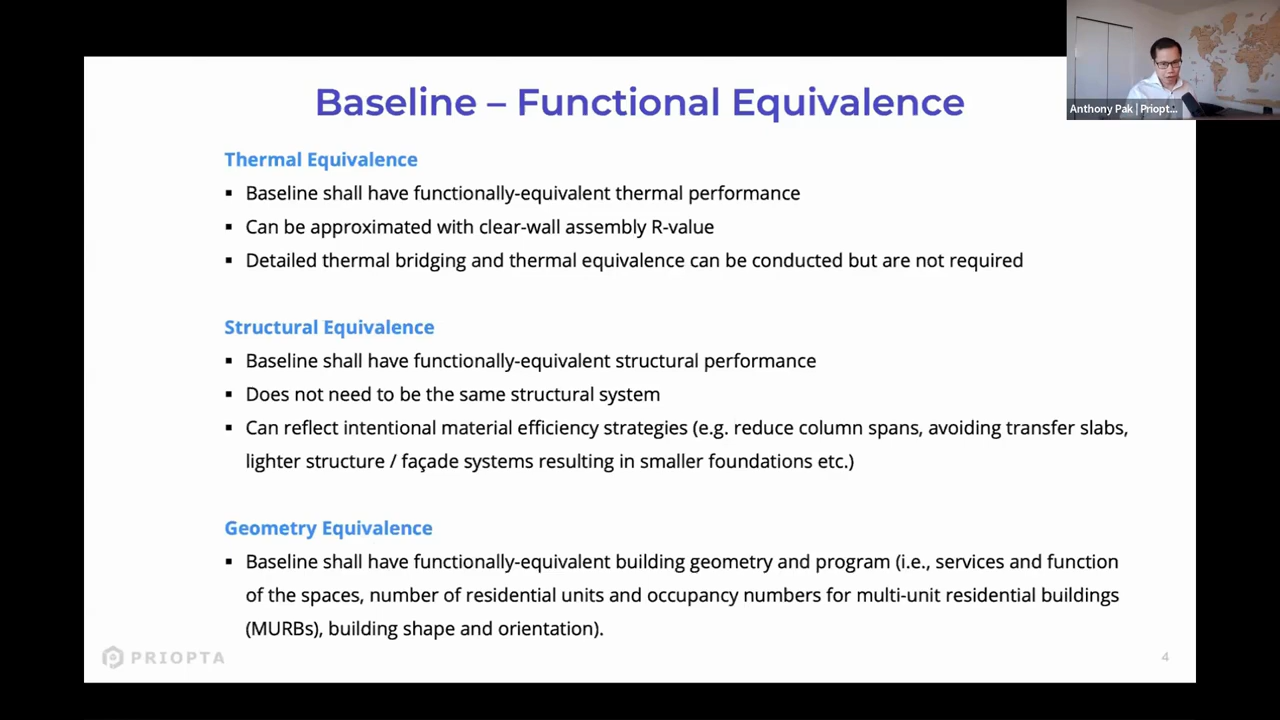 Baseline – Functional Equivalence
Anthony Pak | Priopt...
Thermal Equivalence
▪ Baseline shall have functionally-equivalent thermal performance
▪ Can be approximated with clear-wall assembly R-value
▪ Detailed thermal bridging and thermal equivalence can be conducted but are not required
Structural Equivalence
▪ Baseline shall have functionally-equivalent structural performance
▪ Does not need to be the same structural system
▪ Can reflect intentional material efficiency strategies (e.g. reduce column spans, avoiding transfer slabs,
lighter structure / façade systems resulting in smaller foundations etc.)
Geometry Equivalence
▪ Baseline shall have functionally-equivalent building geometry and program (i.e., services and function
of the spaces, number of residential units and occupancy numbers for multi-unit residential buildings
(MURBs), building shape and orientation).
PRIOPTA
4